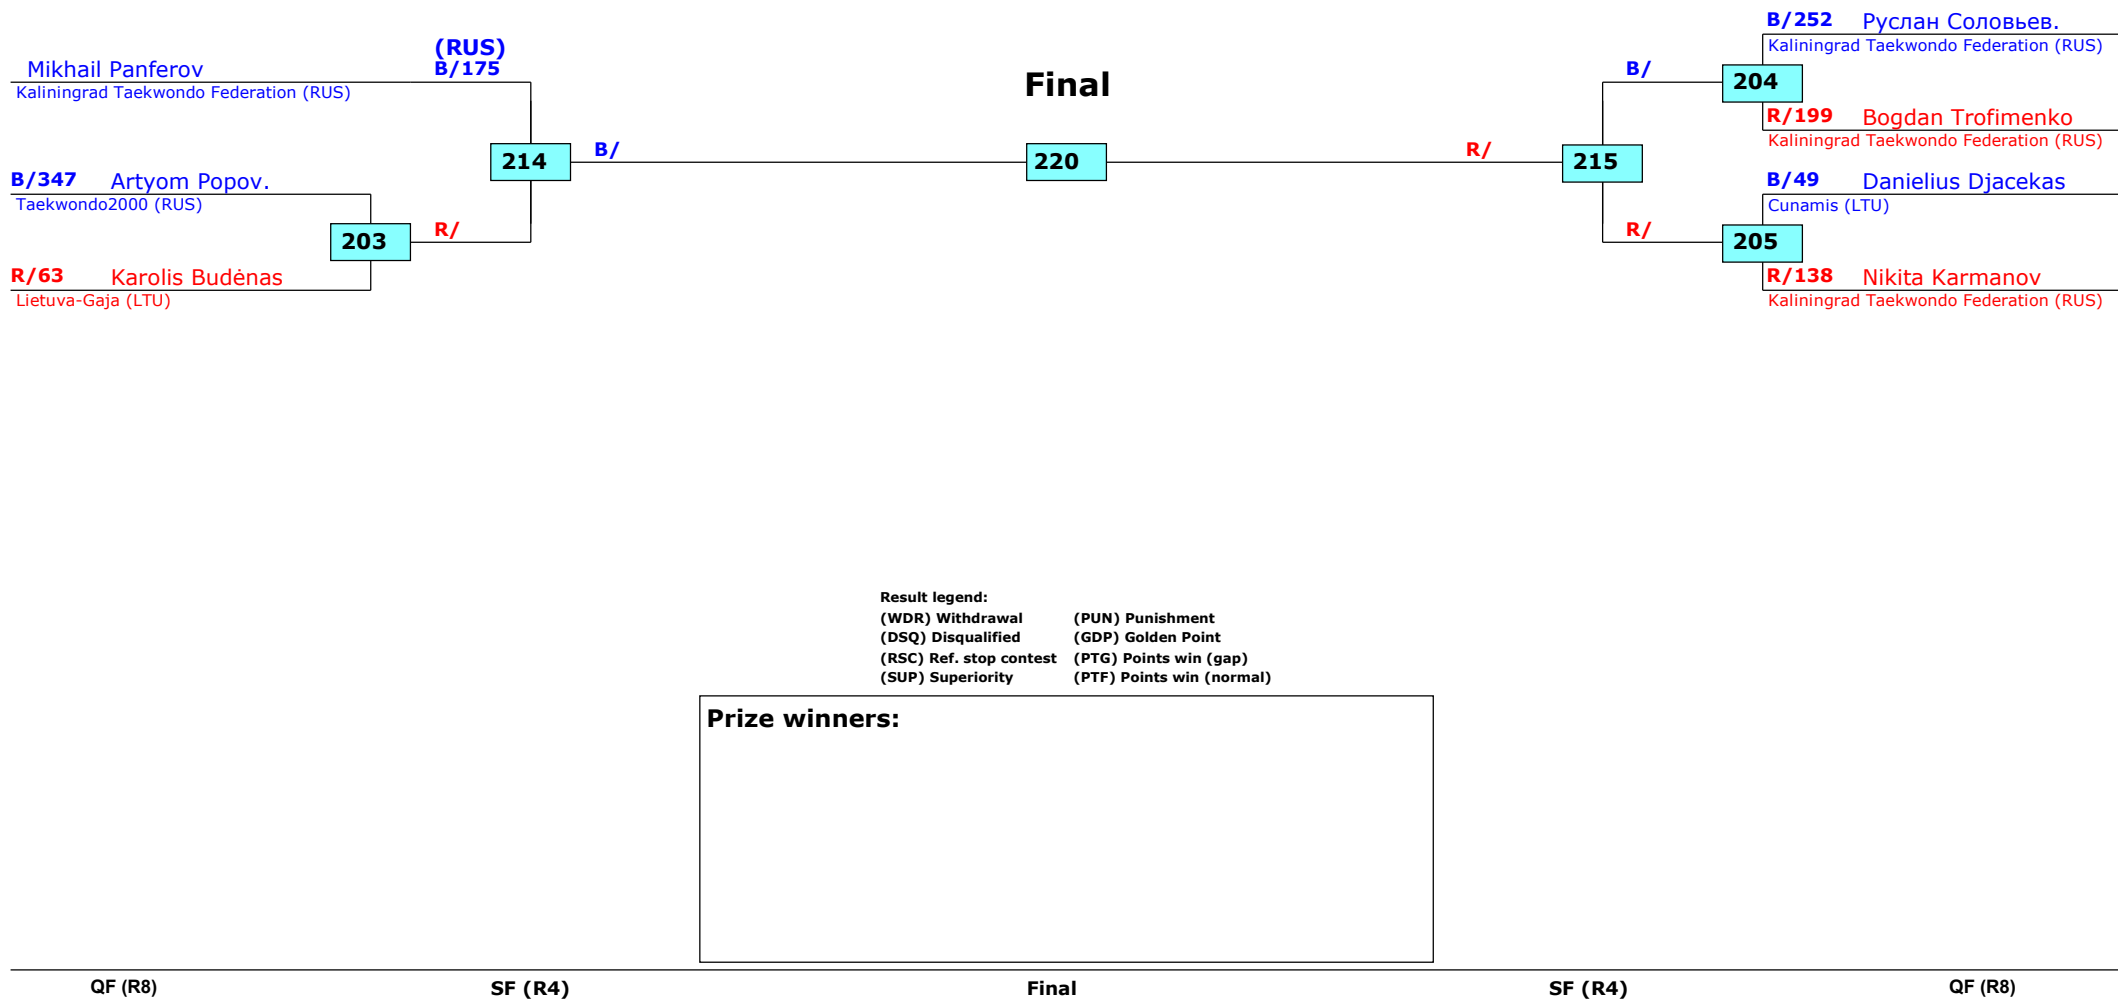 (RUS)
Mikhail Panferov B/175
Kaliningrad Taekwondo Federation (RUS)
214 B/
B/347 Artyom Popov.
Taekwondo2000 (RUS)
203 R/
R/63 Karolis Budėnas
Lietuva-Gaja (LTU)
Final
220
B/252 Руслан Соловьев.
Kaliningrad Taekwondo Federation (RUS)
B/ 204
R/199 Bogdan Trofimenko
Kaliningrad Taekwondo Federation (RUS)
R/ 215
B/49 Danielius Djacekas
Cunamis (LTU)
R/ 205
R/138 Nikita Karmanov
Kaliningrad Taekwondo Federation (RUS)
Result legend:
(WDR) Withdrawal (PUN) Punishment
(DSQ) Disqualified (GDP) Golden Point
(RSC) Ref. stop contest (PTG) Points win (gap)
(SUP) Superiority (PTF) Points win (normal)
Prize winners:
QF (R8) SF (R4) Final SF (R4) QF (R8)